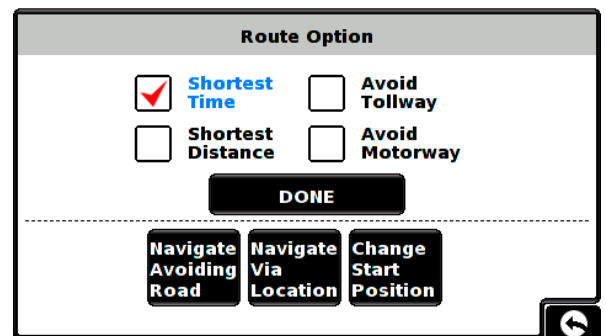 Route Option
Shortest Time
Avoid Tollway
Shortest Distance
Avoid Motorway
DONE
Navigate Avoiding Road
Navigate Via Location
Change Start Position